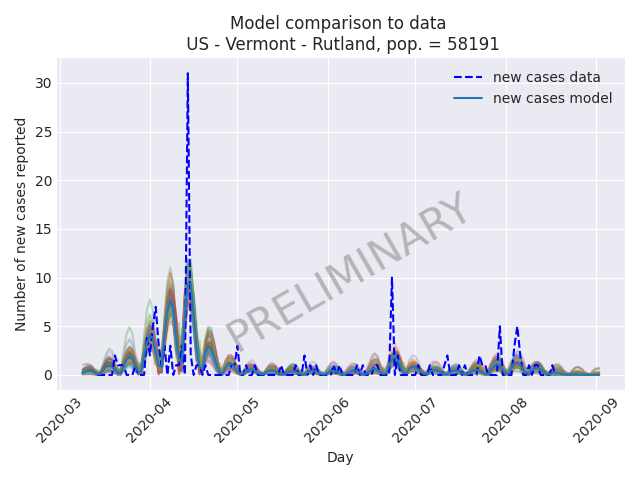 Model comparison to data
US - Vermont - Rutland, pop. = 58191
new cases data
new cases model
Number of new cases reported
30
25
20
15
10
5
0
PRELIMINARY
2020-03
2020-04
2020-05
2020-06
2020-07
2020-08
2020-09
Day